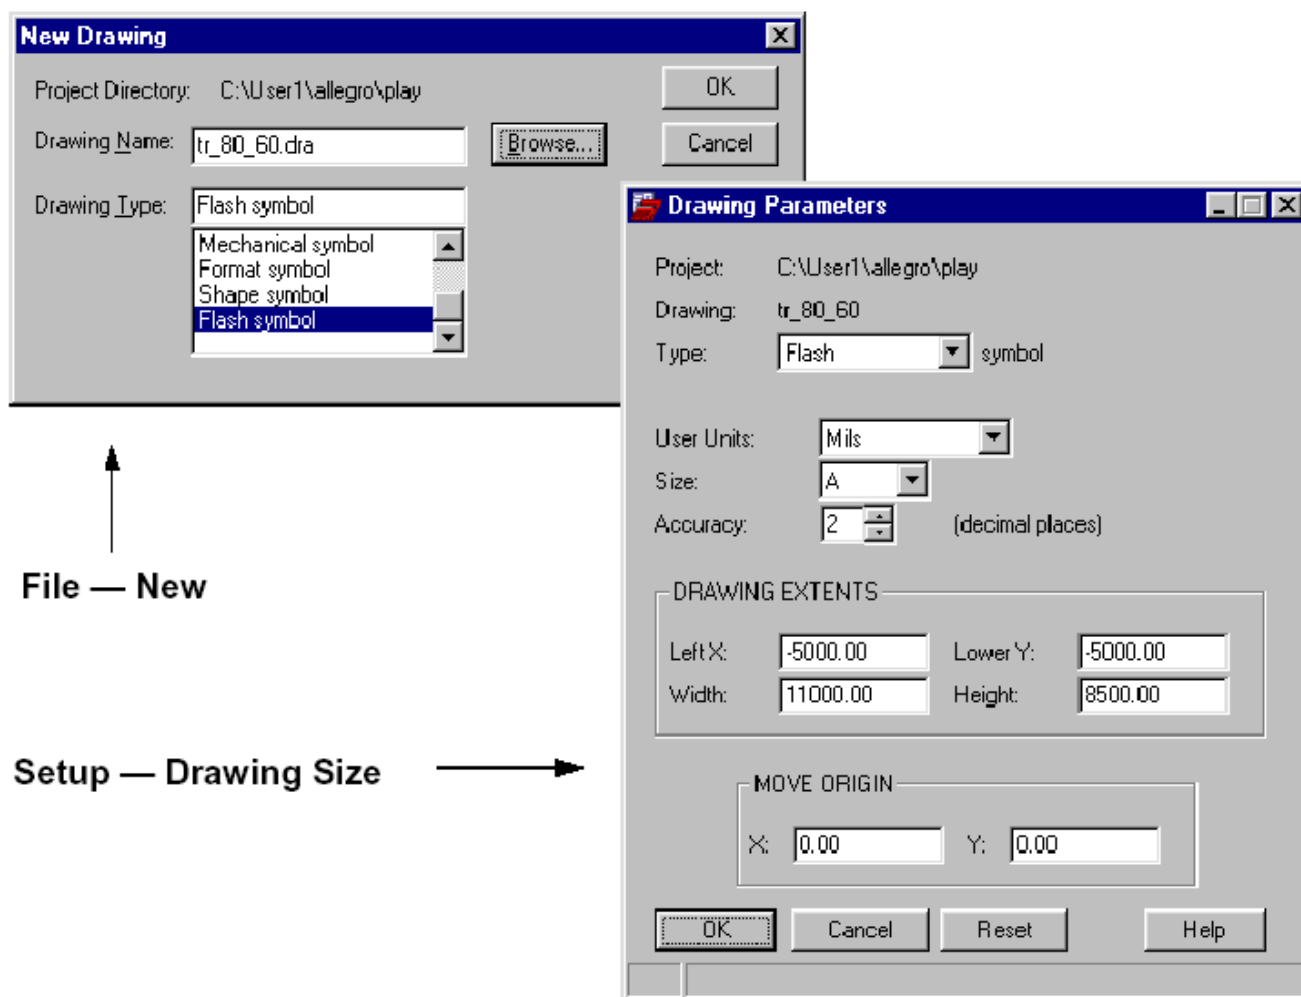 New Drawing
Project Directory: C:\User1\allegro\play
OK
Drawing Name: tr_80_60.dra
Browse...
Cancel
Drawing Type: Flash symbol
Mechanical symbol
Format symbol
Shape symbol
Flash symbol
File — New
Setup — Drawing Size
Drawing Parameters
Project: C:\User1\allegro\play
Drawing: tr_80_60
Type: Flash symbol
User Units: Mils
Size: A
Accuracy: 2 (decimal places)
DRAWING EXTENTS
Left X: -5000.00 Lower Y: -5000.00
Width: 11000.00 Height: 8500.00
MOVE ORIGIN
X: 0.00 Y: 0.00
OK Cancel Reset Help